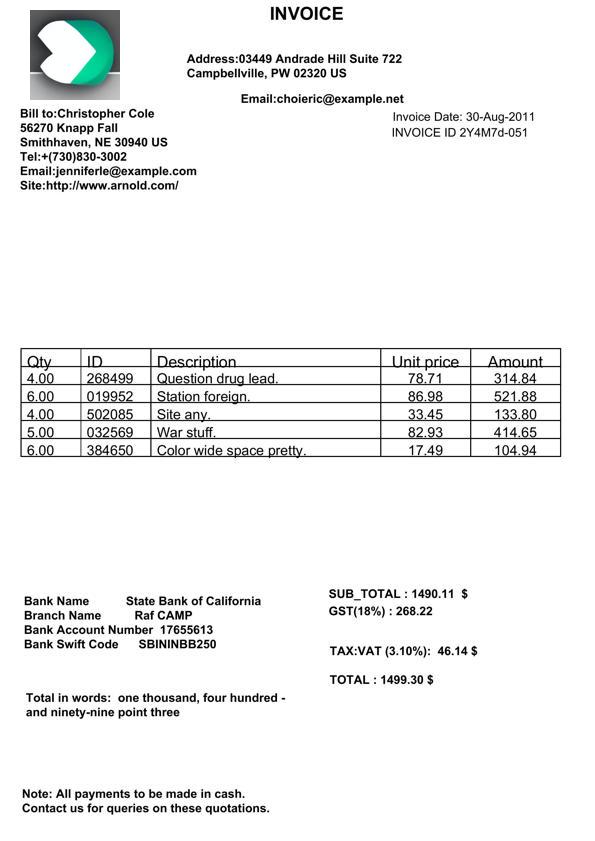 INVOICE
Address:03449 Andrade Hill Suite 722
Campbellville, PW 02320 US
Email:choieric@example.net
Bill to:Christopher Cole
56270 Knapp Fall
Smithhaven, NE 30940 US
Tel:+(730)830-3002
Email:jenniferle@example.com
Site:http://www.arnold.com/
Invoice Date: 30-Aug-2011
INVOICE ID 2Y4M7d-051
Qty ID Description Unit price Amount
4.00 268499 Question drug lead. 78.71 314.84
6.00 019952 Station foreign. 86.98 521.88
4.00 502085 Site any. 33.45 133.80
5.00 032569 War stuff. 82.93 414.65
6.00 384650 Color wide space pretty. 17.49 104.94
Bank Name State Bank of California
Branch Name Raf CAMP
Bank Account Number 17655613
Bank Swift Code SBININBB250
SUB_TOTAL : 1490.11 $
GST(18%) : 268.22
TAX:VAT (3.10%): 46.14 $
TOTAL : 1499.30 $
Total in words: one thousand, four hundred -
and ninety-nine point three
Note: All payments to be made in cash.
Contact us for queries on these quotations.